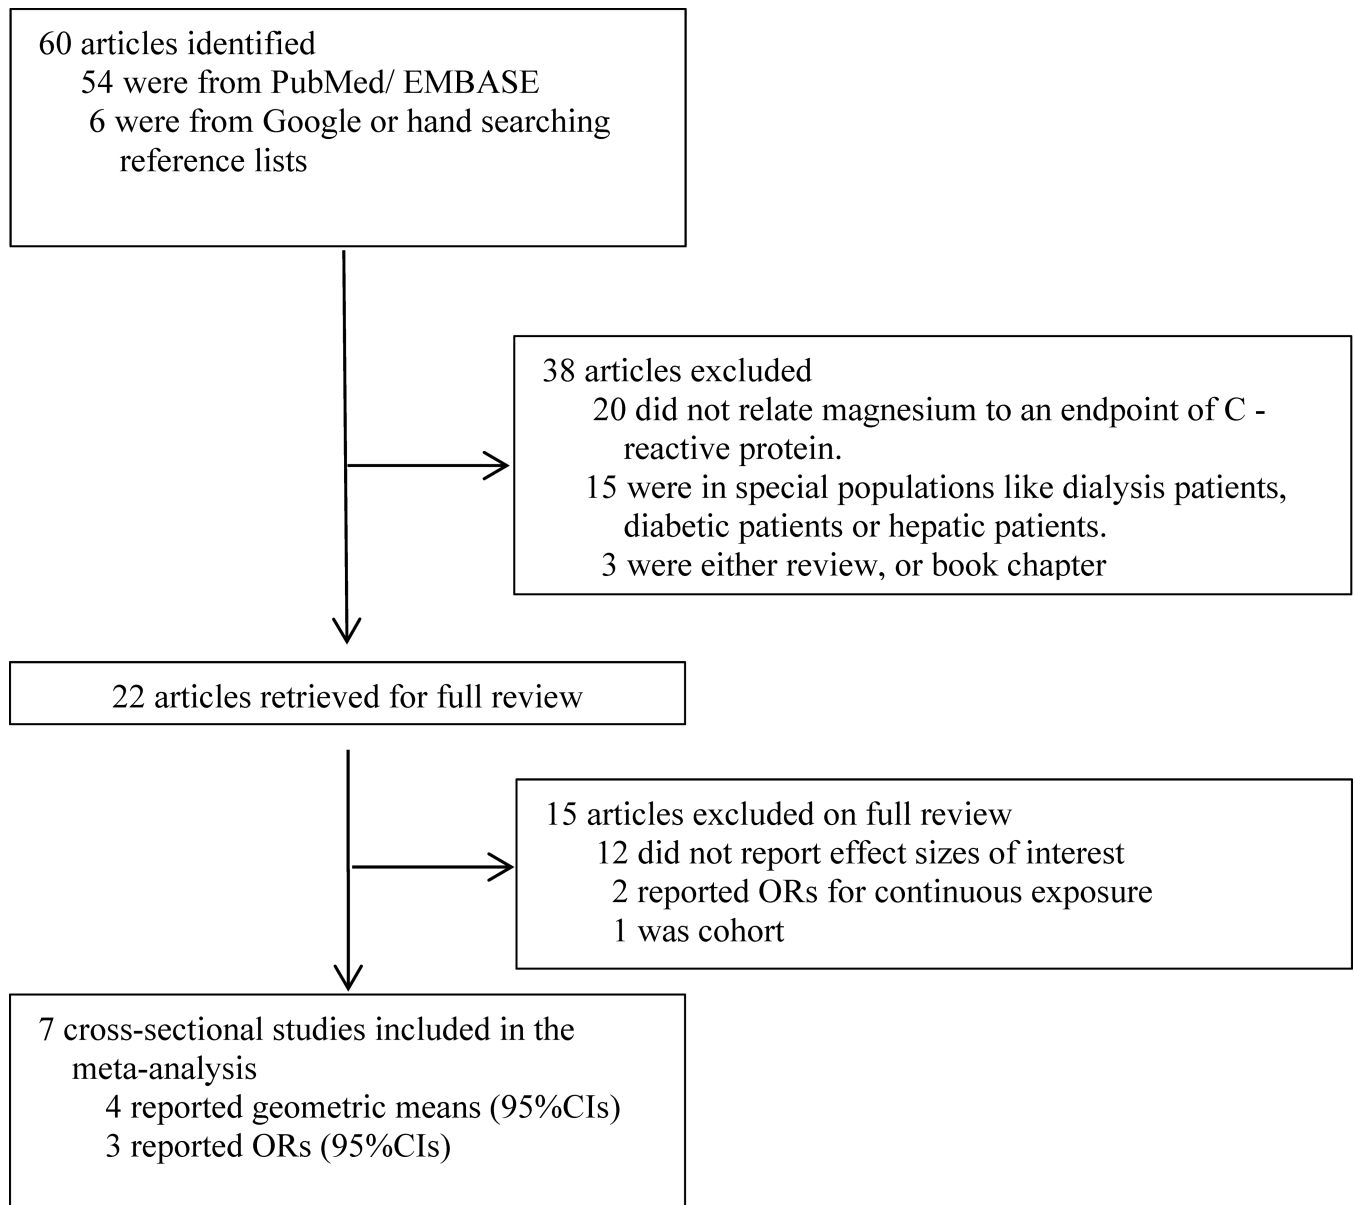 60 articles identified
54 were from PubMed/ EMBASE
6 were from Google or hand searching
reference lists
38 articles excluded
20 did not relate magnesium to an endpoint of C -
reactive protein.
15 were in special populations like dialysis patients,
diabetic patients or hepatic patients.
3 were either review, or book chapter
22 articles retrieved for full review
15 articles excluded on full review
12 did not report effect sizes of interest
2 reported ORs for continuous exposure
1 was cohort
7 cross-sectional studies included in the
meta-analysis
4 reported geometric means (95%CIs)
3 reported ORs (95%CIs)